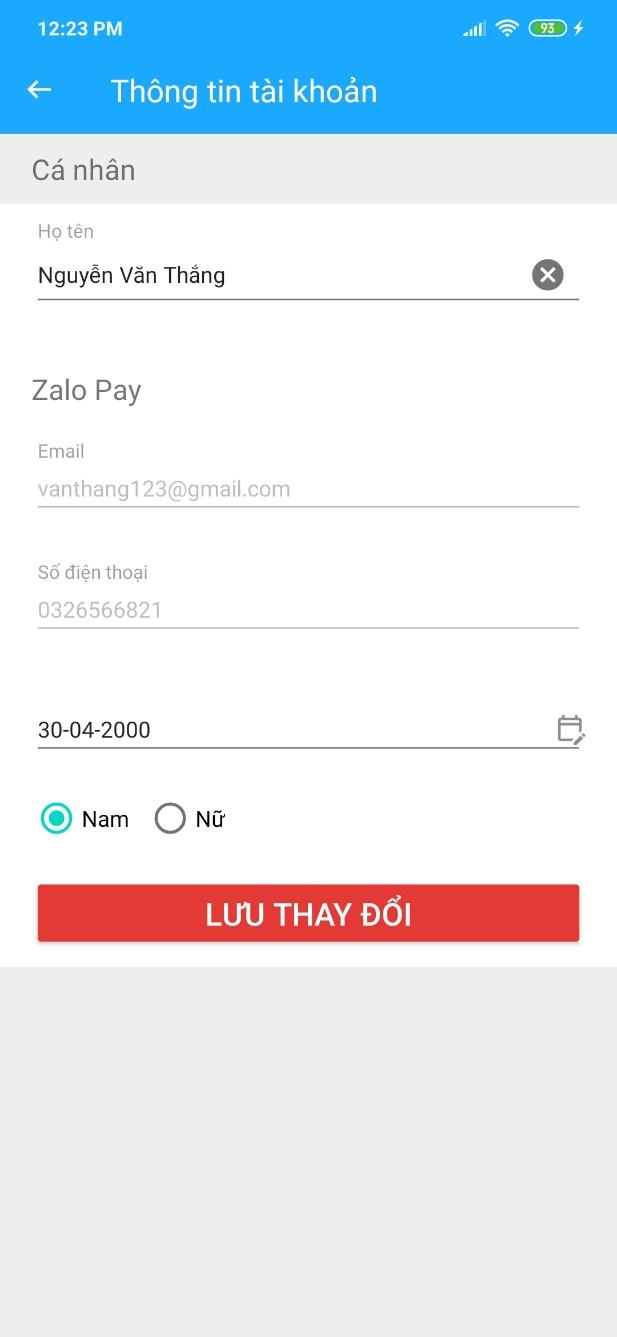 12:23 PM
93
Thông tin tài khoản
Cá nhân
Họ tên
Nguyễn Văn Thắng
Zalo Pay
Email
vanthang123@gmail.com
Số điện thoại
0326566821
30-04-2000
Nam Nữ
LƯU THAY ĐỔI